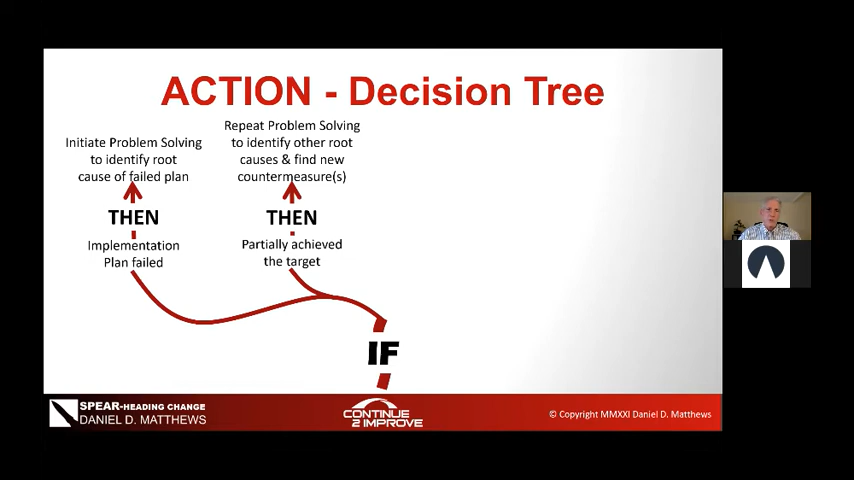 ACTION - Decision Tree
Initiate Problem Solving
to identify root
cause of failed plan
THEN
Implementation
Plan failed
Repeat Problem Solving
to identify other root
causes & find new
countermeasure(s)
THEN
Partially achieved
the target
IF
SPEAR-HEADING CHANGE
DANIEL D. MATTHEWS
CONTINUE
2 IMPROVE
© Copyright MMXXI Daniel D. Matthews